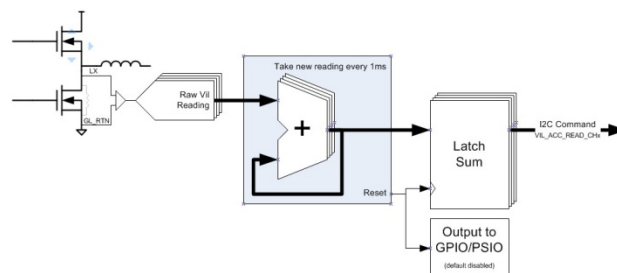 Take new reading every 1ms
LX
Raw Vil
Reading
GL_RTN
+
Reset
Latch
Sum
I2C Command
VIL_ACC_READ_CHx
Output to
GPIO/PSIO
(default disabled)